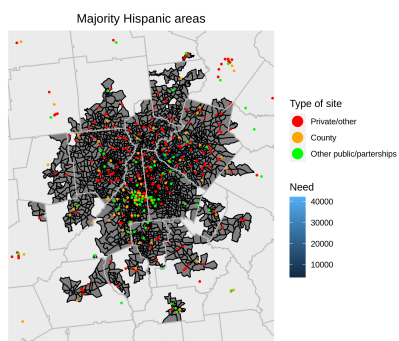 Majority Hispanic areas
Type of site
Private/other
County
Other public/parterships
Need
40000
30000
20000
10000